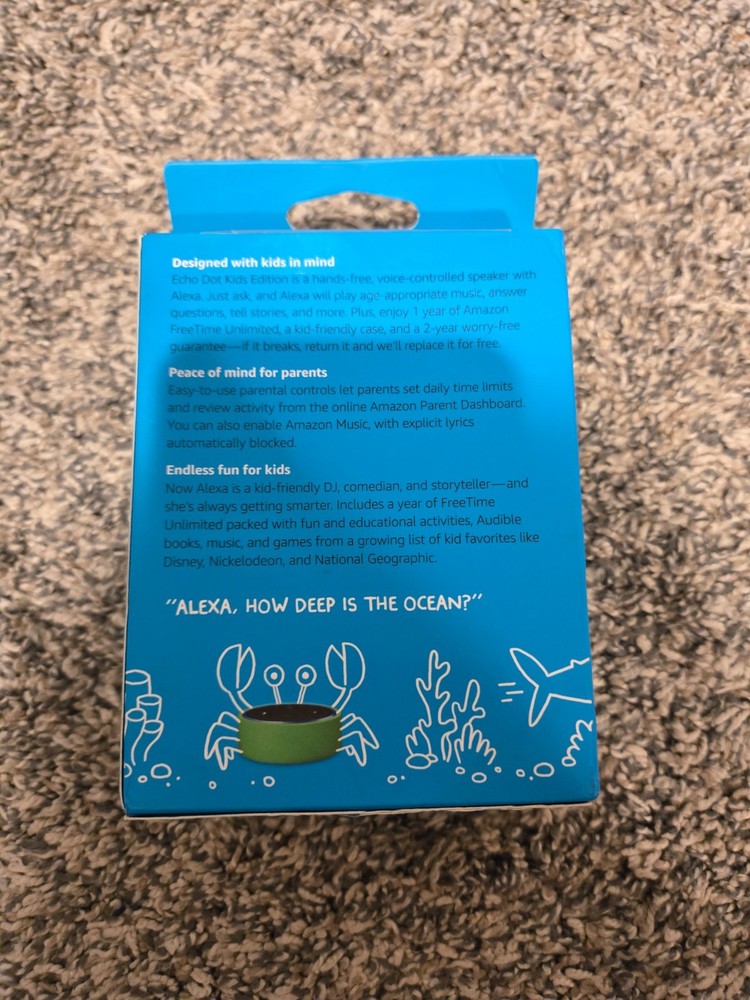 Designed with kids in mind
Echo Dot Kids Edition is a hands-free, voice-controlled speaker with
Alexa. Just ask, and Alexa will play age-appropriate music, answer
questions, tell stories, and more. Plus, enjoy 1 year of Amazon
FreeTime Unlimited, a kid-friendly case, and a 2-year worry-free
guarantee—if it breaks, return it and we'll replace it for free.
Peace of mind for parents
Easy-to-use parental controls let parents set daily time limits
and review activity from the online Amazon Parent Dashboard.
You can also enable Amazon Music, with explicit lyrics
automatically blocked.
Endless fun for kids
Now Alexa is a kid-friendly DJ, comedian, and storyteller—and
she's always getting smarter. Includes a year of FreeTime
Unlimited packed with fun and educational activities, Audible
books, music, and games from a growing list of kid favorites like
Disney, Nickelodeon, and National Geographic.
"ALEXA, HOW DEEP IS THE OCEAN?"